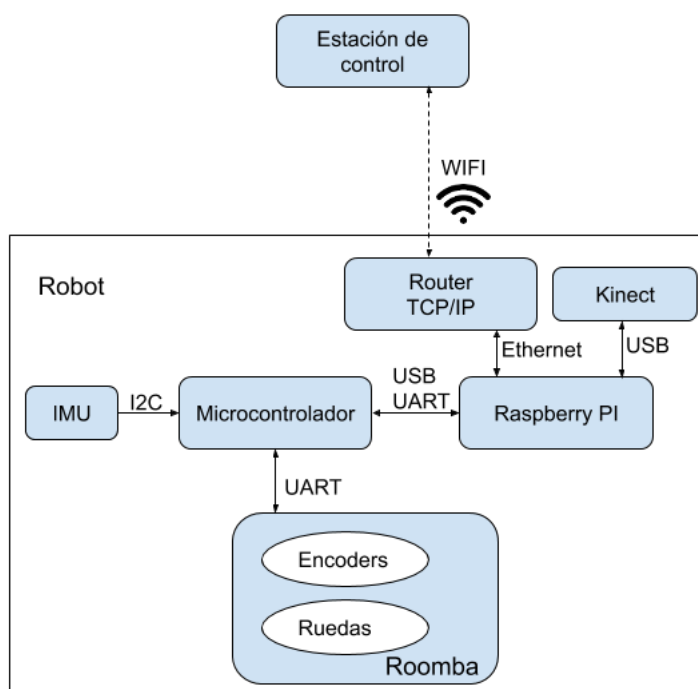 Estación de
control
WIFI
Robot
Router
TCP/IP
Kinect
Ethernet
USB
IMU
I2C
Microcontrolador
USB
UART
Raspberry PI
UART
Encoders
Ruedas
Roomba